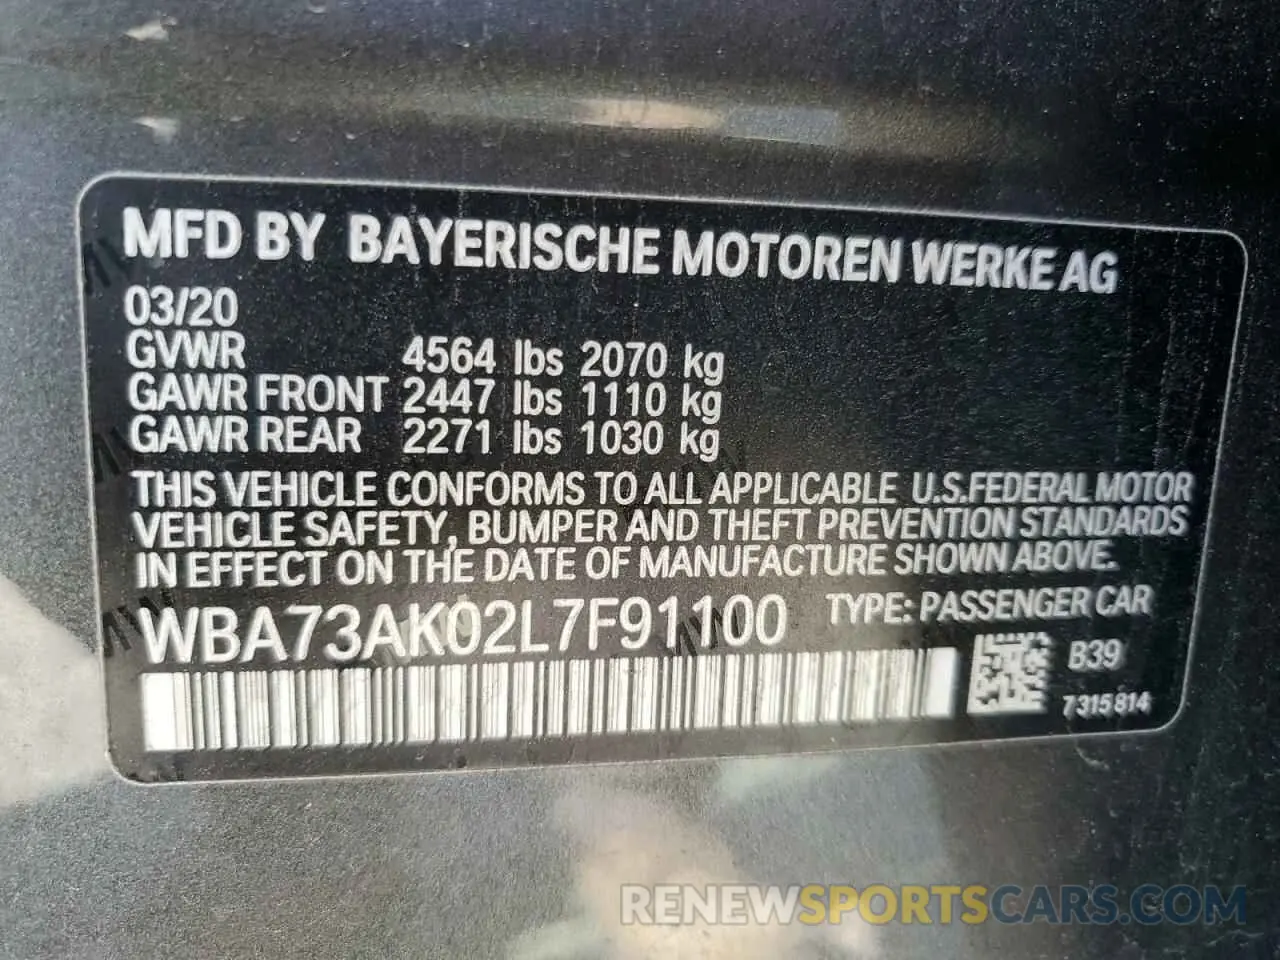 MFD BY BAYERISCHE MOTOREN WERKE AG
03/20
GVWR 4564 lbs 2070 kg
GAWR FRONT 2447 lbs 1110 kg
GAWR REAR 2271 lbs 1030 kg
THIS VEHICLE CONFORMS TO ALL APPLICABLE U.S.FEDERAL MOTOR
VEHICLE SAFETY, BUMPER AND THEFT PREVENTION STANDARDS
IN EFFECT ON THE DATE OF MANUFACTURE SHOWN ABOVE.
WBA73AK02L7F91100 TYPE: PASSENGER CAR
B39
7315814
RENEWSPORTSCARS.COM